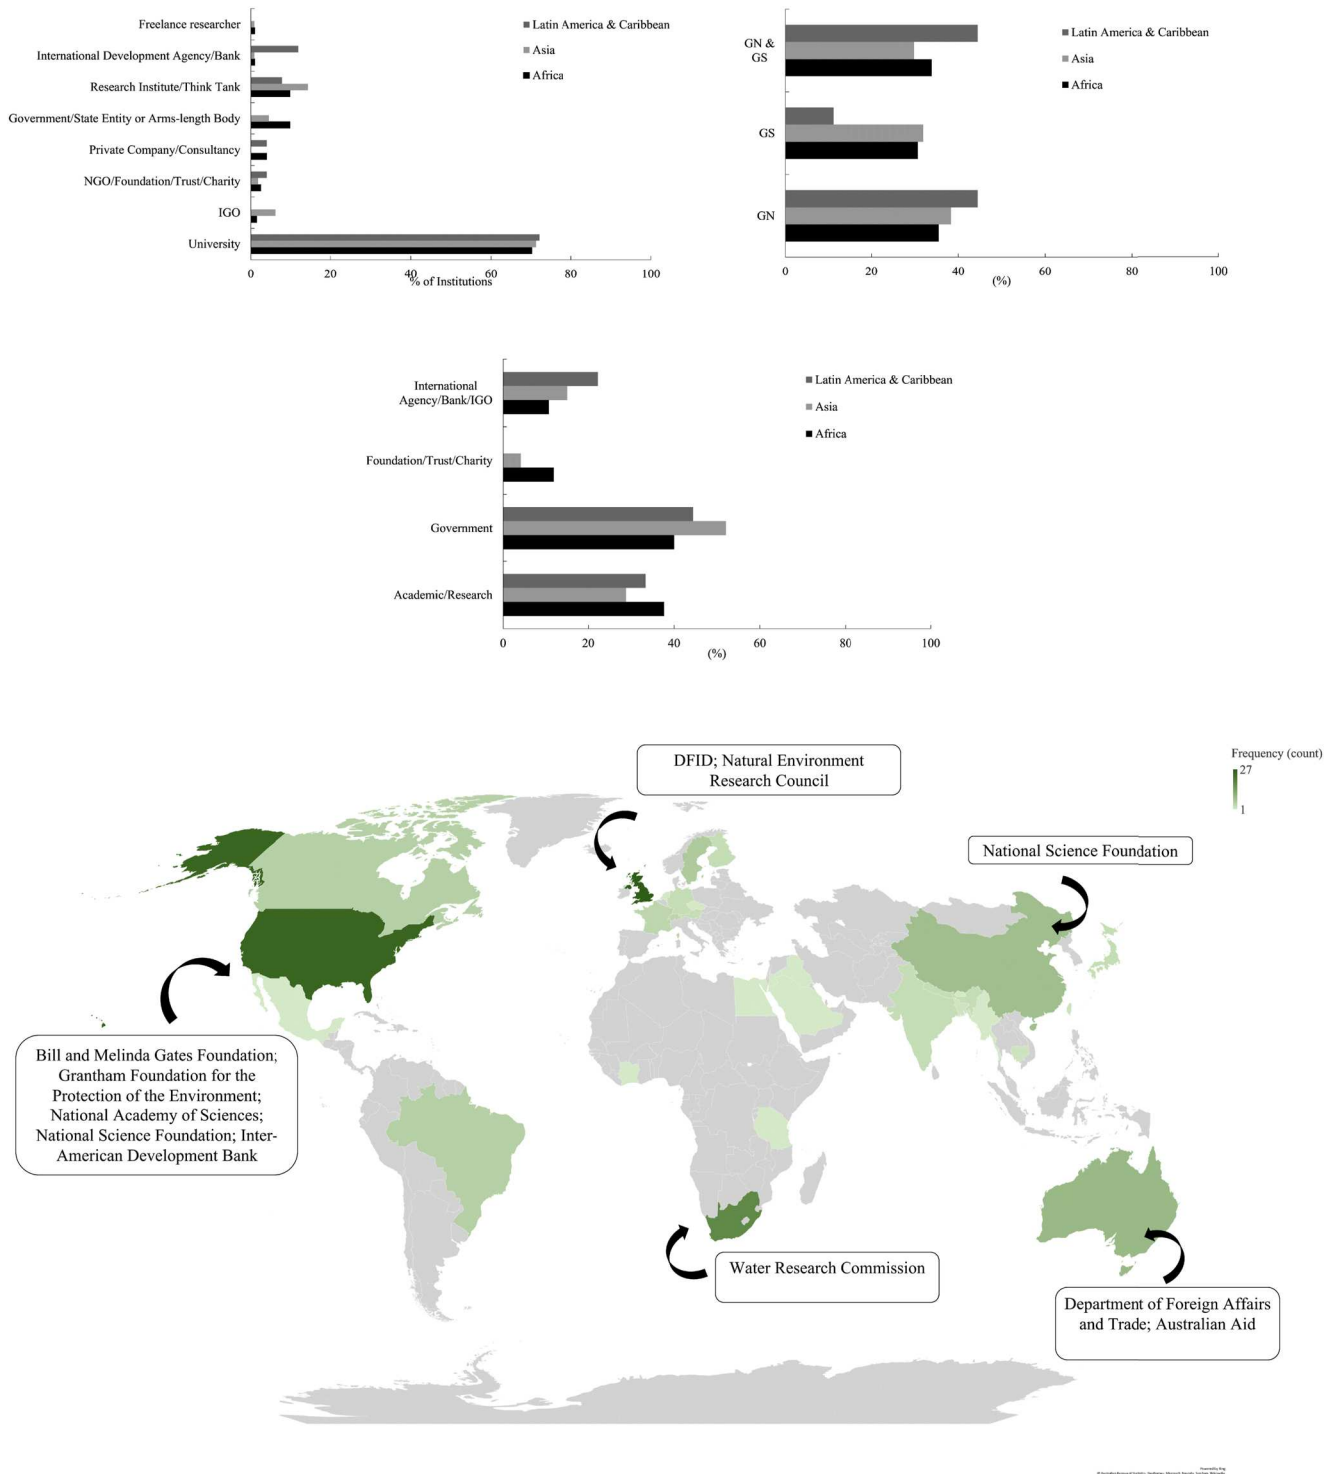 Freelance researcher
International Development Agency/Bank
Research Institute/Think Tank
Government/State Entity or Arms-length Body
Private Company/Consultancy
NGO/Foundation/Trust/Charity
IGO
University
0 20 40 60 80 100
% of Institutions
Latin America & Caribbean
Asia
Africa
GN &
GS
GS
GN
0 20 40 60 80 100
(%)
Latin America & Caribbean
Asia
Africa
International
Agency/Bank/IGO
Foundation/Trust/Charity
Government
Academic/Research
0 20 40 60 80 100
(%)
Latin America & Caribbean
Asia
Africa
DFID; Natural Environment
Research Council
Frequency (count)
27
1
National Science Foundation
Bill and Melinda Gates Foundation;
Grantham Foundation for the
Protection of the Environment;
National Academy of Sciences;
National Science Foundation; Inter-
American Development Bank
Water Research Commission
Department of Foreign Affairs
and Trade; Australian Aid